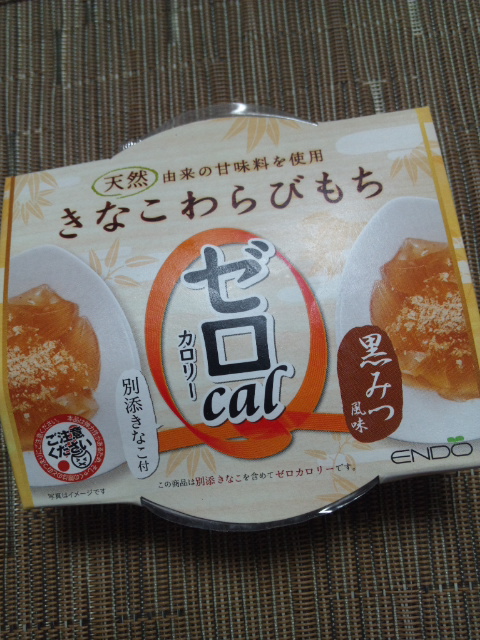 天然由来の甘味料を使用
きなこわらびもち
ゼロ
カロリー
cal
黒みつ
風味
別添きなこ付
ご注意
ください
ENDO
この商品は別添きなこを含めてゼロカロリーです。
写真はイメージです